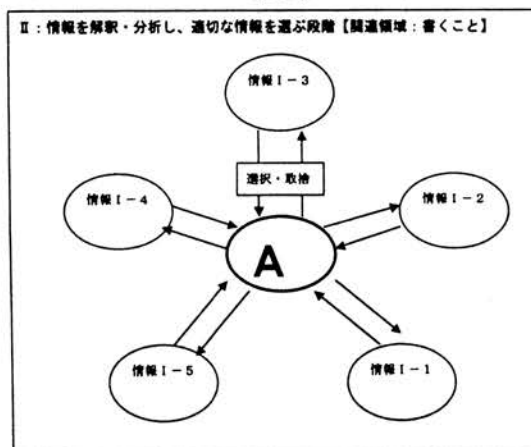 Ⅱ：情報を解釈・分析し、適切な情報を選ぶ段階【関連領域：書くこと】
情報Ⅰ－3
選択・取捨
情報Ⅰ－4
情報Ⅰ－2
A
情報Ⅰ－5
情報Ⅰ－1